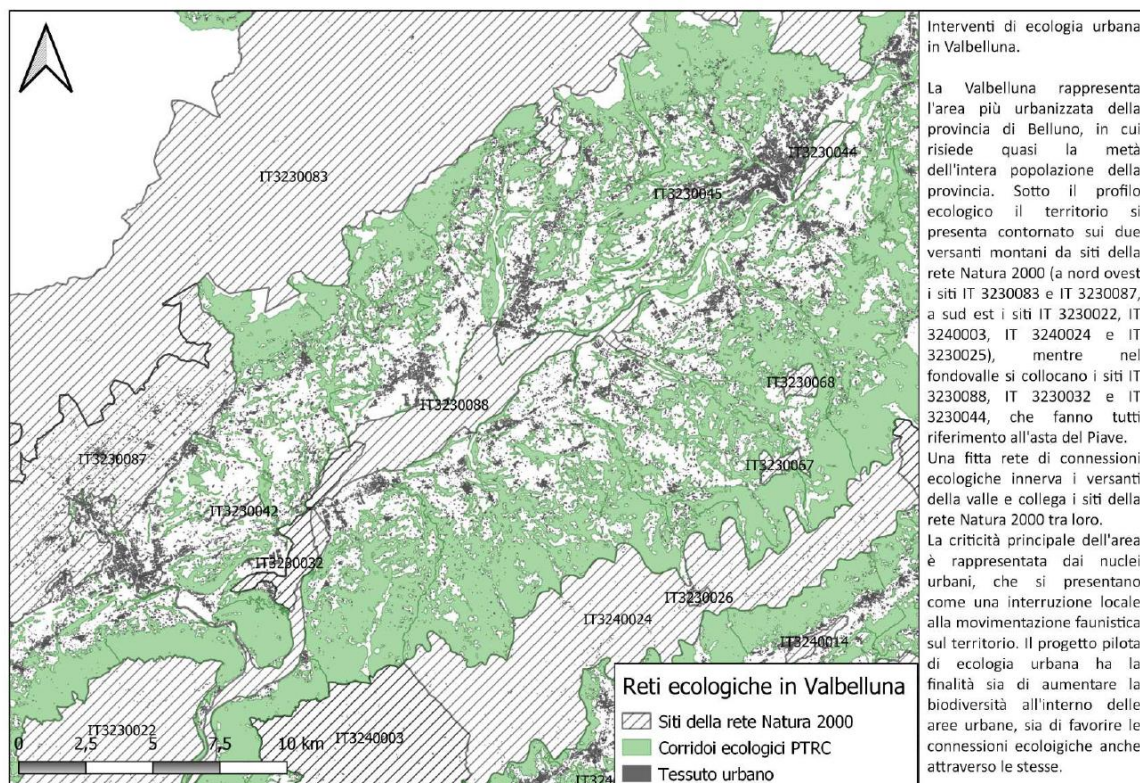 Interventi di ecologia urbana
in Valbelluna.
La Valbelluna rappresenta
l'area più urbanizzata della
provincia di Belluno, in cui
risiede quasi la metà
dell'intera popolazione della
provincia. Sotto il profilo
ecologico il territorio si
presenta contornato sui due
versanti montani da siti della
rete Natura 2000 (a nord ovest
i siti IT 3230083 e IT 3230087,
a sud est i siti IT 3230022, IT
3240003, IT 3240024 e IT
3230025), mentre nel
fondovalle si collocano i siti IT
3230088, IT 3230032 e IT
3230044, che fanno tutti
riferimento all'asta del Piave.
Una fitta rete di connessioni
ecologiche innerva i versanti
della valle e collega i siti della
rete Natura 2000 tra loro.
La criticità principale dell'area
è rappresentata dai nuclei
urbani, che si presentano
come una interruzione locale
alla movimentazione faunistica
sul territorio. Il progetto pilota
di ecologia urbana ha la
finalità sia di aumentare la
biodiversità all'interno delle
aree urbane, sia di favorire le
connessioni ecoloigiche anche
attraverso le stesse.
IT3230083
IT3230044
IT3230045
IT3230068
IT3230088
IT3230087
IT3230067
IT3230042
IT3230032
IT3230026
IT3240024
IT3240014
IT3230022
IT3240003
Reti ecologiche in Valbelluna
Siti della rete Natura 2000
Corridoi ecologici PTRC
Tessuto urbano
0 2,5 5 7,5 10 km